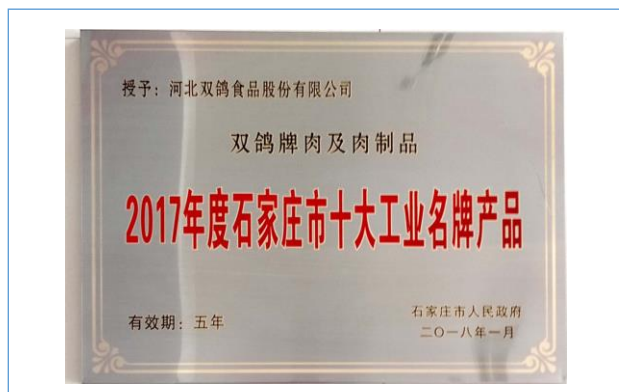 授予：河北双鸽食品股份有限公司
双鸽牌肉及肉制品
2017年度石家庄市十大工业名牌产品
有效期：五年
石家庄市人民政府
二〇一八年一月